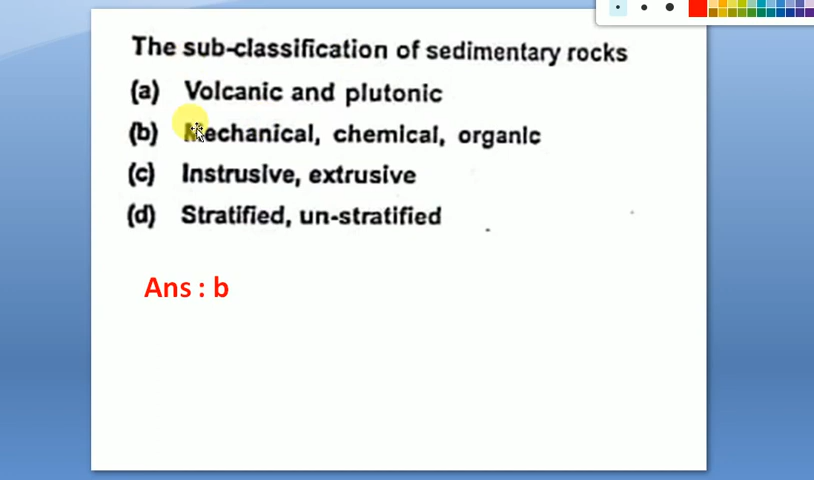 The sub-classification of sedimentary rocks
(a) Volcanic and plutonic
(b) Mechanical, chemical, organic
(c) Instrusive, extrusive
(d) Stratified, un-stratified
Ans : b